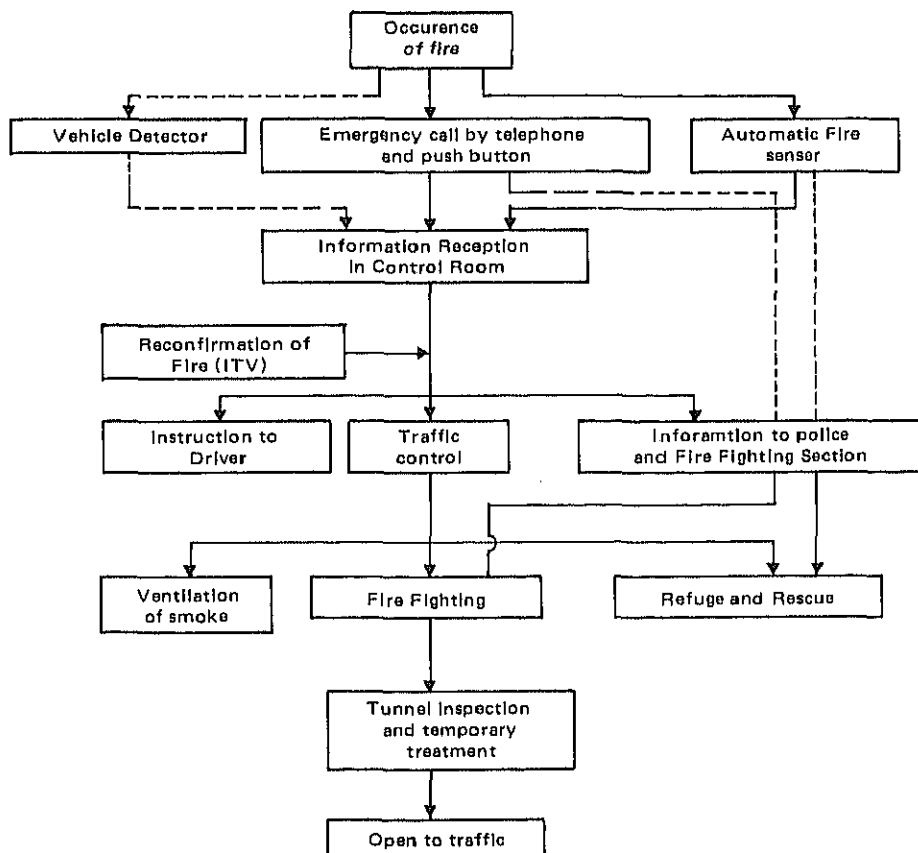 Occurence
of fire
Vehicle Detector
Emergency call by telephone
and push button
Automatic Fire
senser
Information Reception
in Control Room
Reconfirmation of
Fire (ITV)
Instruction to
Driver
Traffic
control
Inforamtion to police
and Fire Fighting Section
Ventilation
of smoke
Fire Fighting
Refuge and Rescue
Tunnel Inspection
and temporary
treatment
Open to traffic